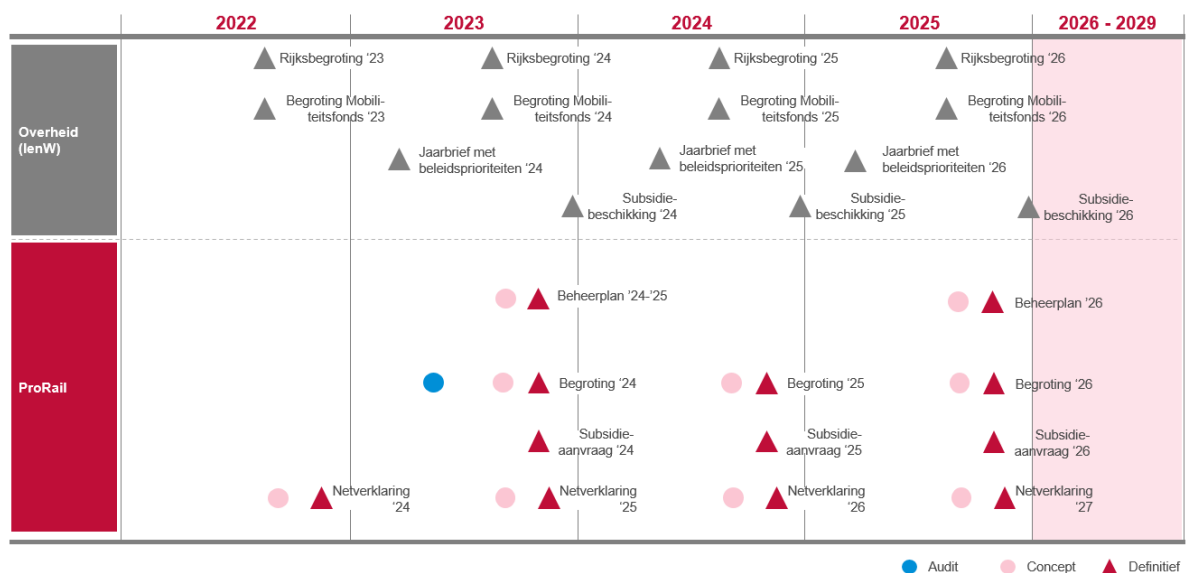 2022
2023
2024
2025
2026 - 2029
Overheid
(IenW)
Rijksbegroting ‘23
Rijksbegroting ‘24
Rijksbegroting ‘25
Rijksbegroting ‘26
Begroting Mobili-
teitsfonds ‘23
Begroting Mobili-
teitsfonds ‘24
Begroting Mobili-
teitsfonds ‘25
Begroting Mobili-
teitsfonds ‘26
Jaarbrief met
beleidsprioriteiten ‘24
Jaarbrief met
beleidsprioriteiten ‘25
Jaarbrief met
beleidsprioriteiten ‘26
Subsidie-
beschikking ‘24
Subsidie-
beschikking ‘25
Subsidie-
beschikking ‘26
ProRail
Beheerplan ‘24-‘25
Beheerplan ‘26
Begroting ‘24
Begroting ‘25
Begroting ‘26
Subsidie-
aanvraag ‘24
Subsidie-
aanvraag ‘25
Subsidie-
aanvraag ‘26
Netverklaring
‘24
Netverklaring
‘25
Netverklaring
‘26
Netverklaring
‘27
Audit
Concept
Definitief